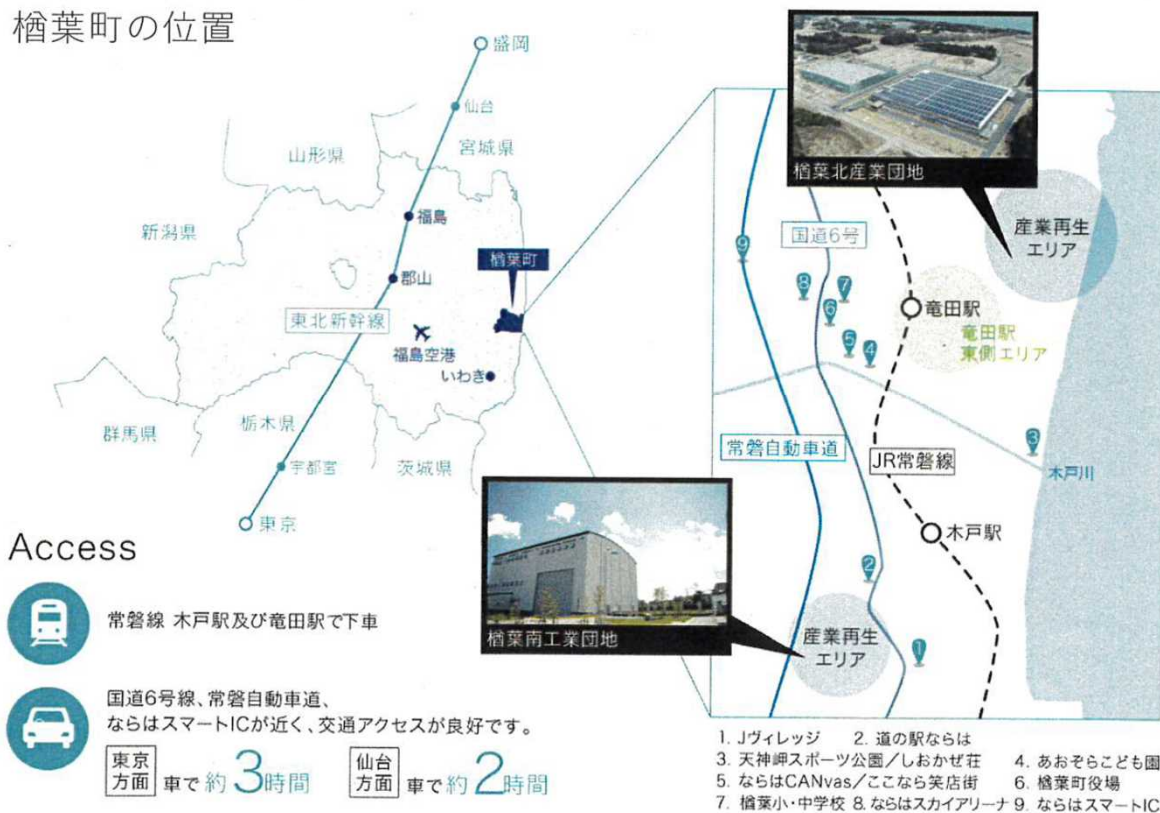 楢葉町の位置
盛岡
仙台
山形県
宮城県
新潟県
福島
郡山
楢葉町
東北新幹線
福島空港
いわき
栃木県
群馬県
茨城県
宇都宮
東京
楢葉北産業団地
産業再生
エリア
国道6号
9
8
7
6
5
4
竜田駅
竜田駅
東側エリア
3
常磐自動車道
JR常磐線
木戸川
木戸駅
2
楢葉南工業団地
産業再生
エリア
1
Access
常磐線 木戸駅及び竜田駅で下車
国道6号線、常磐自動車道、
ならはスマートICが近く、交通アクセスが良好です。
東京方面 車で約3時間 仙台方面 車で約2時間
1. Jヴィレッジ 2. 道の駅ならは
3. 天神岬スポーツ公園／しおかぜ荘 4. あおぞらこども園
5. ならはCANvas／ここなら笑店街 6. 楢葉町役場
7. 楢葉小・中学校 8. ならはスカイアリーナ 9. ならはスマートIC